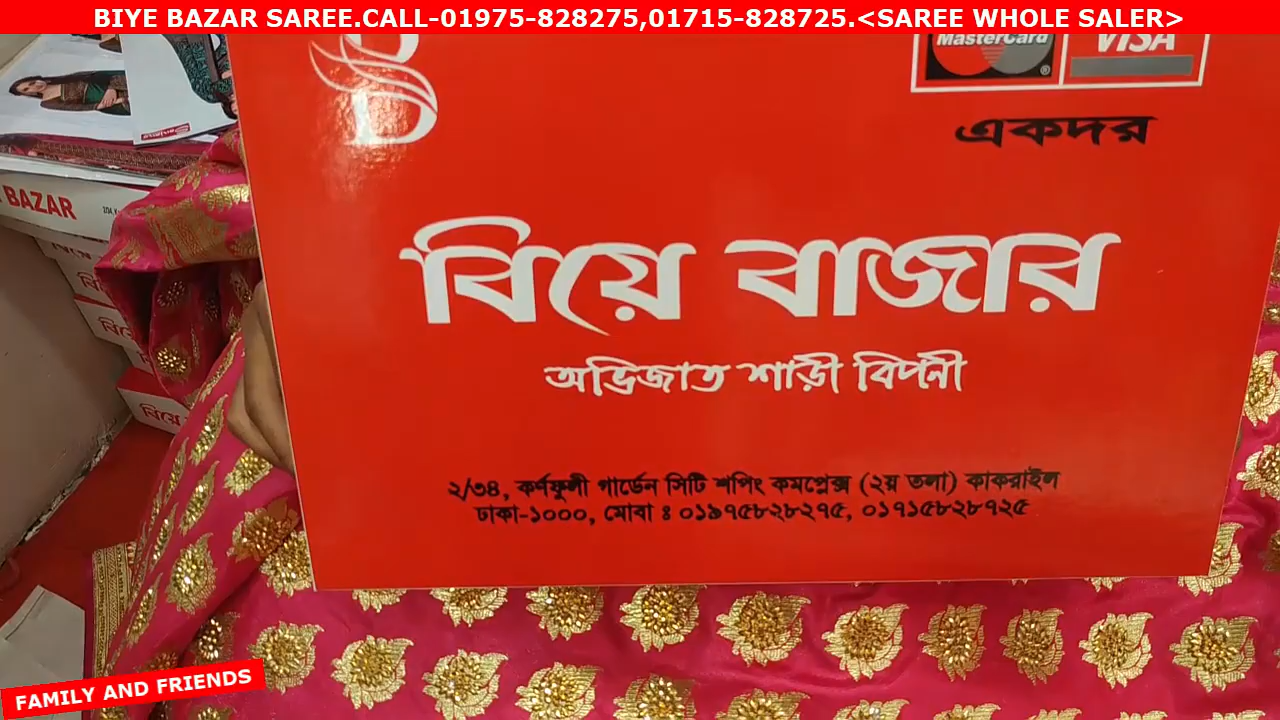 BIYE BAZAR SAREE.CALL-01975-828275,01715-828725.<SAREE WHOLE SALER>
MasterCard VISA
একদর
বিয়ে বাজার
অভিজাত শাড়ী বিপনী
২/৩৪, কর্ণফুলী গার্ডেন সিটি শপিং কমপ্লেক্স (২য় তলা) কাকরাইল
ঢাকা-১০০০, মোবা ঃ ০১৯৭৫৮২৮২৭৫, ০১৭১৫৮২৮৭২৫
BAZAR
বিয়ে
FAMILY AND FRIENDS